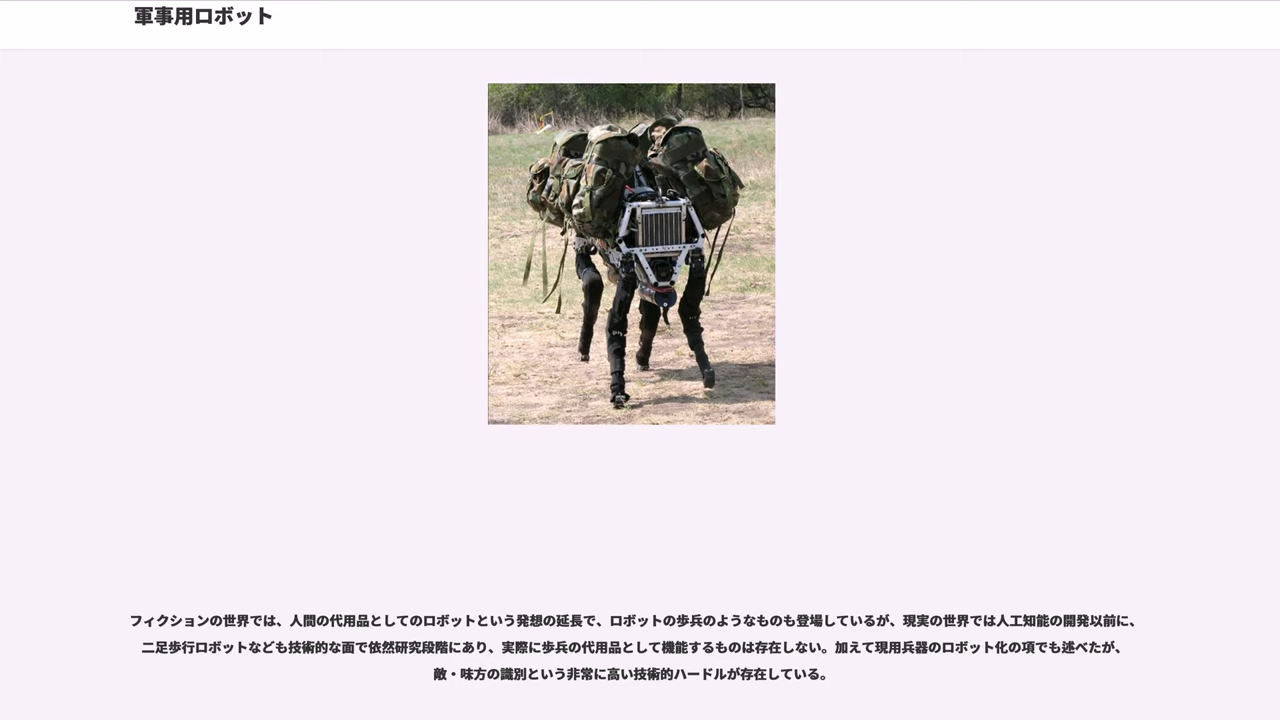 軍事用ロボット
フィクションの世界では、人間の代用品としてのロボットという発想の延長で、ロボットの歩兵のようなものも登場しているが、現実の世界では人工知能の開発以前に、
二足歩行ロボットなども技術的な面で依然研究段階にあり、実際に歩兵の代用品として機能するものは存在しない。加えて現用兵器のロボット化の項でも述べたが、
敵・味方の識別という非常に高い技術的ハードルが存在している。